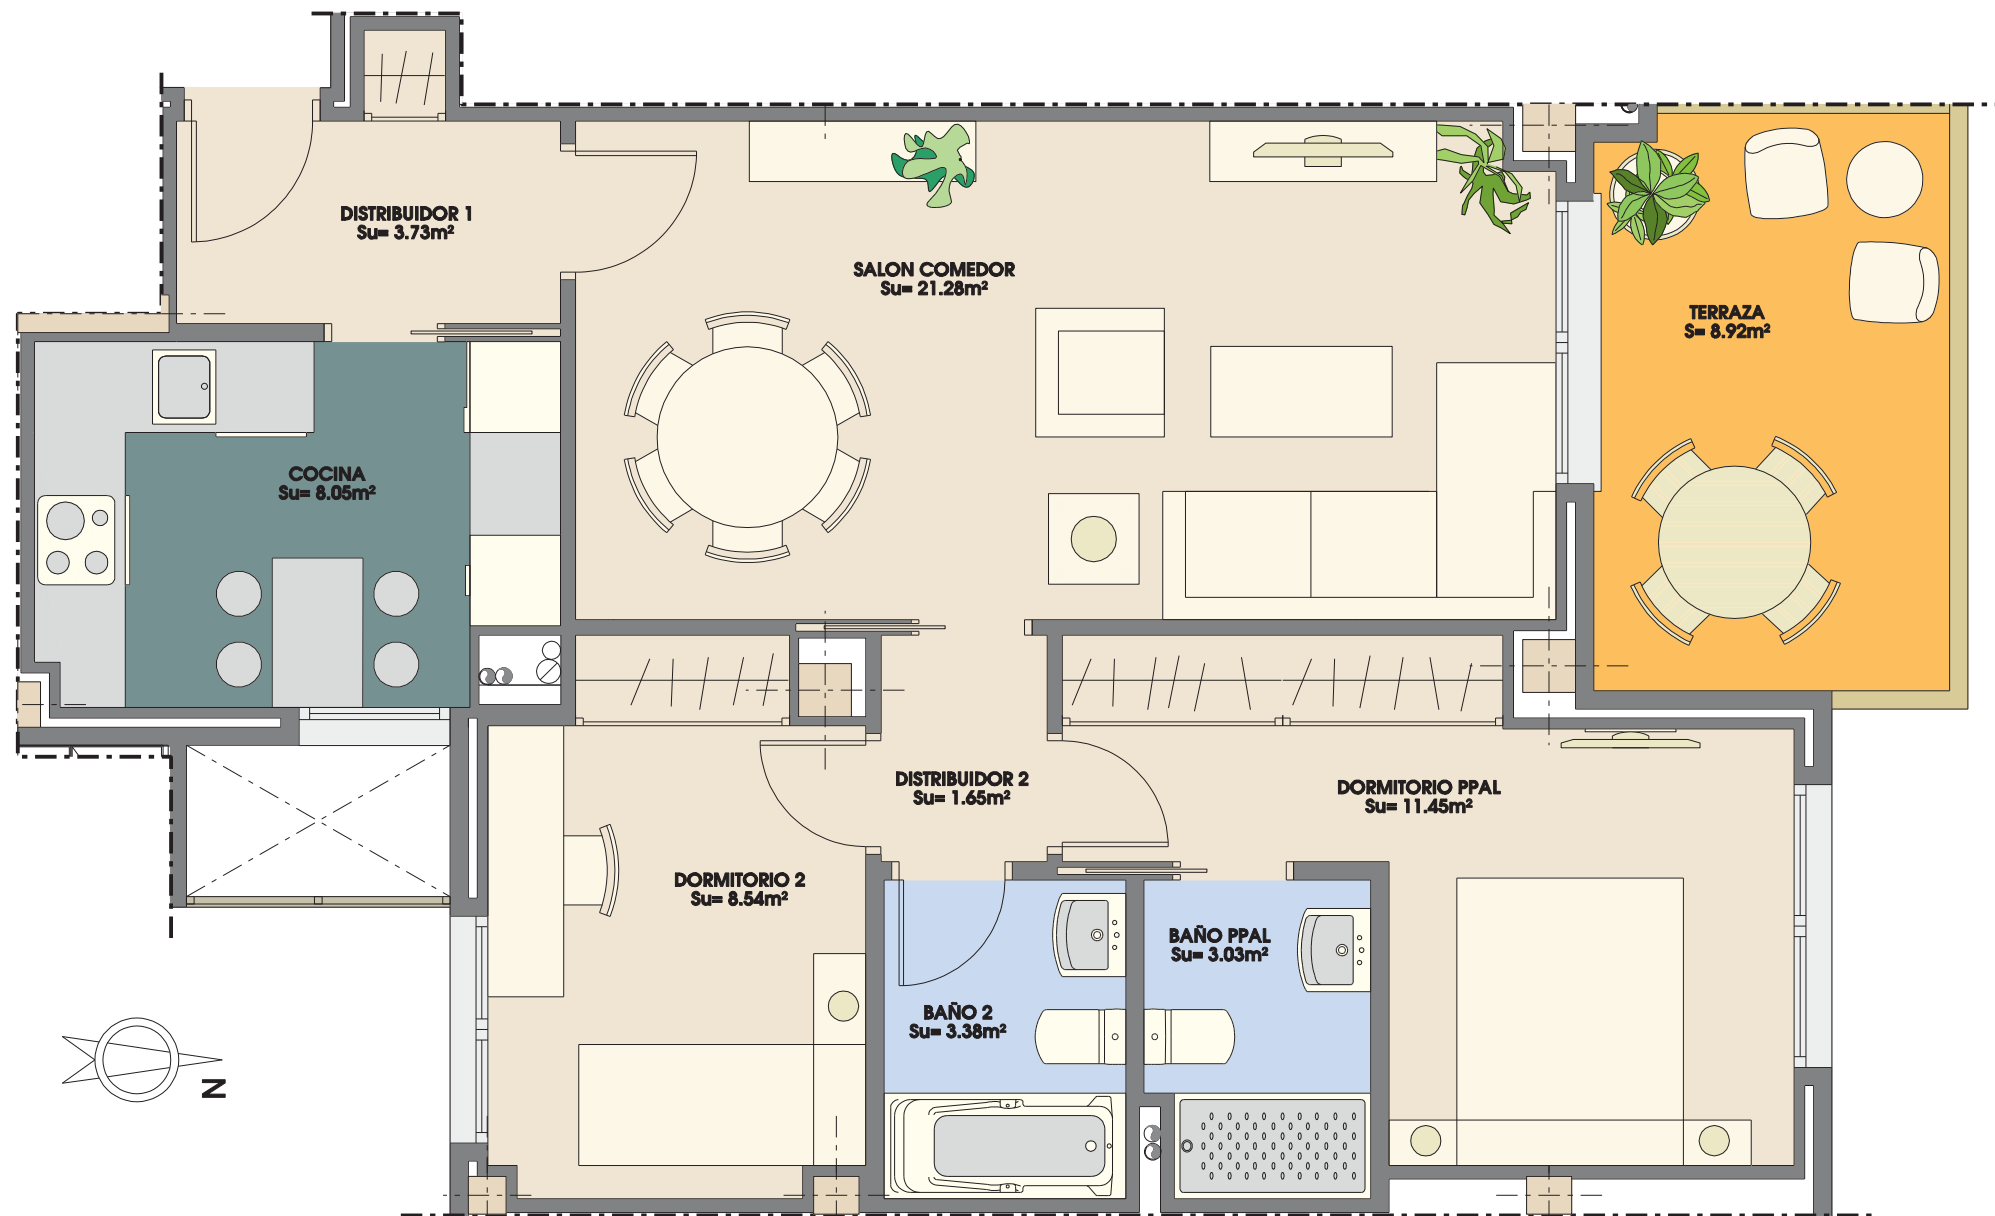 DISTRIBUIDOR 1
Su= 3.73m²
SALON COMEDOR
Su= 21.28m²
TERRAZA
S= 8.92m²
COCINA
Su= 8.05m²
DISTRIBUIDOR 2
Su= 1.65m²
DORMITORIO PPAL
Su= 11.45m²
DORMITORIO 2
Su= 8.54m²
BAÑO PPAL
Su= 3.03m²
BAÑO 2
Su= 3.38m²
N